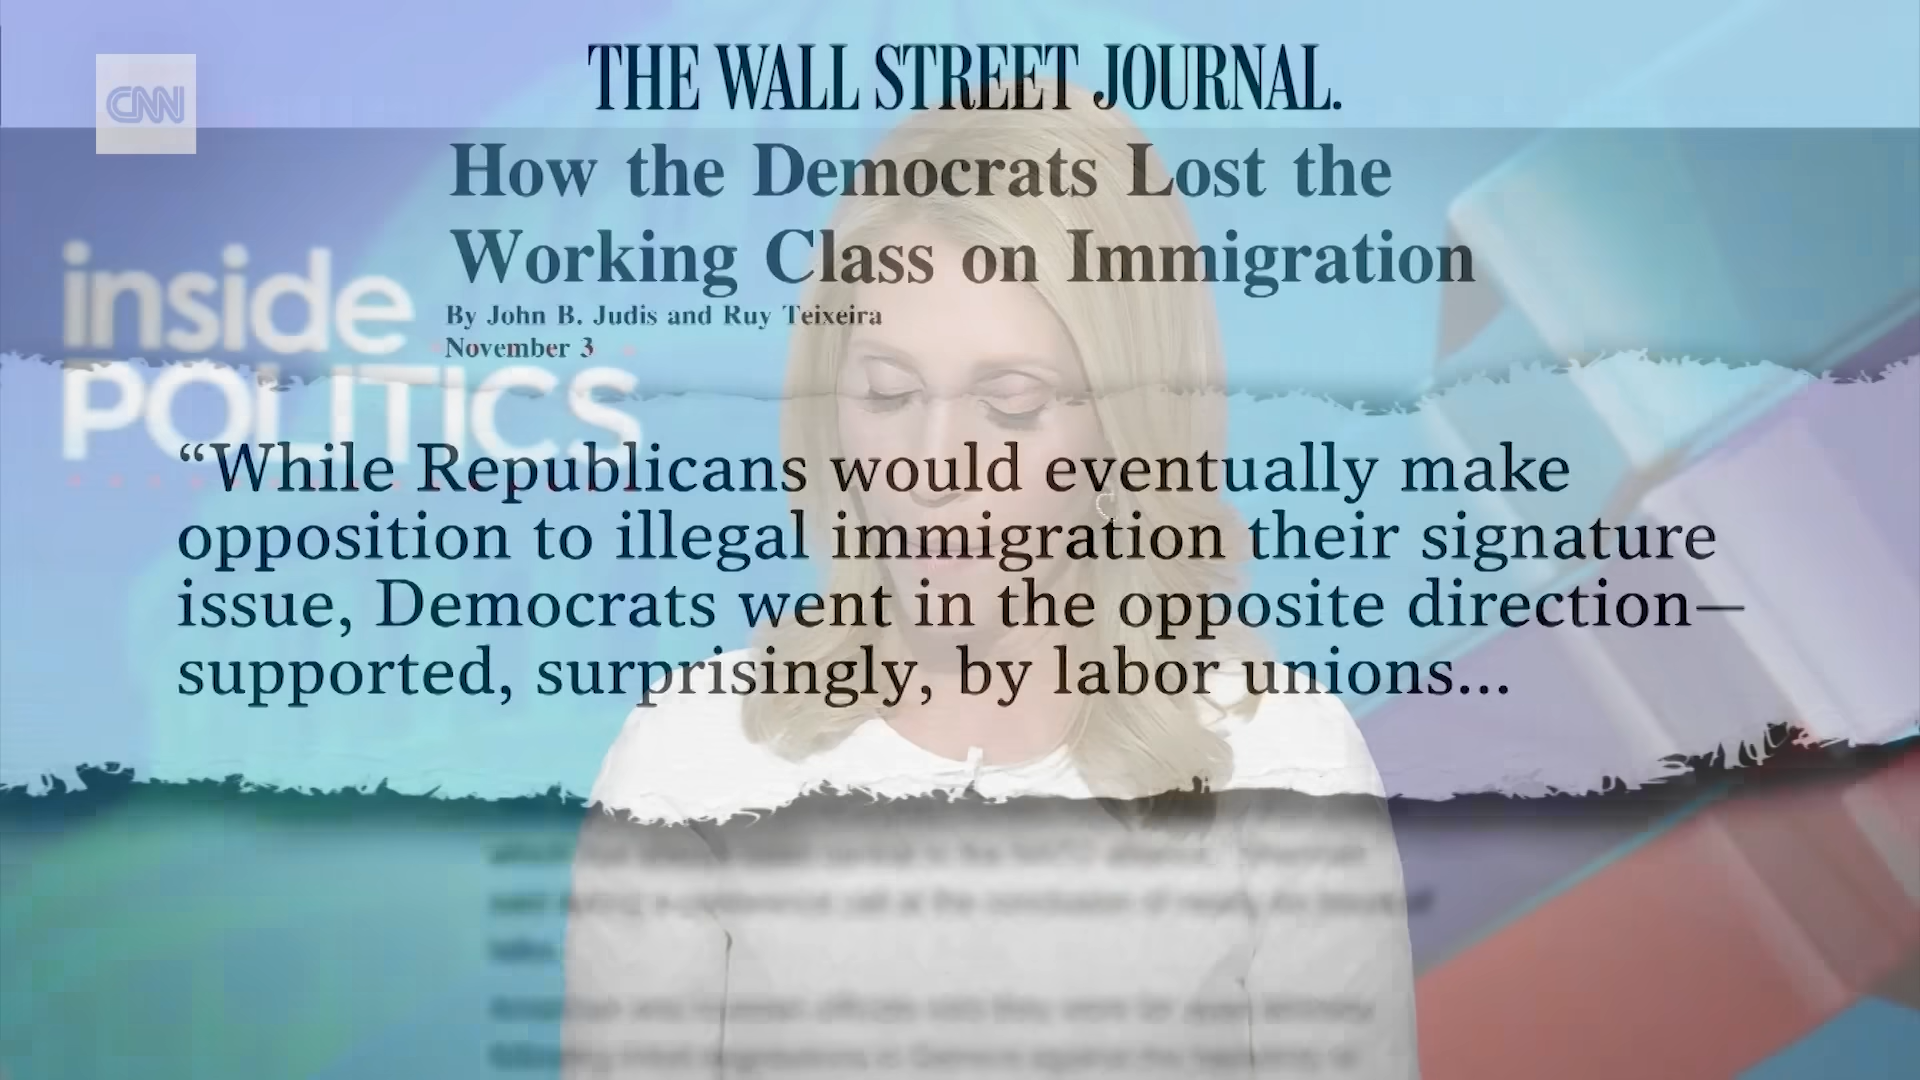 CNN
THE WALL STREET JOURNAL.
How the Democrats Lost the
Working Class on Immigration
By John B. Judis and Ruy Teixeira
November 3
inside
POLITICS
“While Republicans would eventually make
opposition to illegal immigration their signature
issue, Democrats went in the opposite direction—
supported, surprisingly, by labor unions...